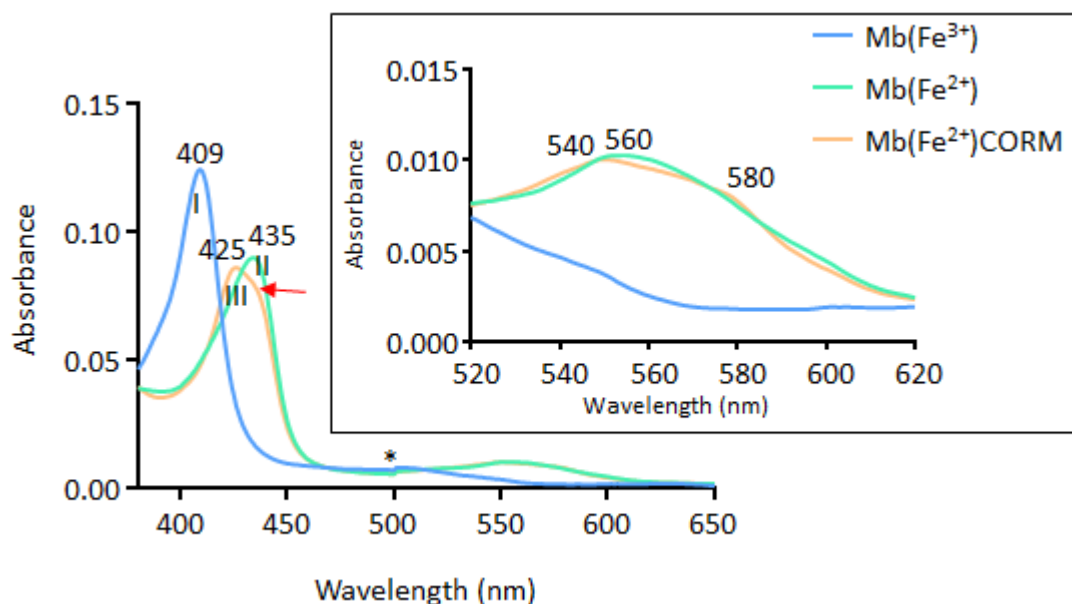 Mb(Fe³⁺)
Mb(Fe²⁺)
Mb(Fe²⁺)CORM
0.015
0.010
0.005
0.000
Absorbance
540
560
580
520
540
560
580
600
620
Wavelength (nm)
0.15
0.10
0.05
0.00
Absorbance
409
I
425
435
II
III
*
400
450
500
550
600
650
Wavelength (nm)